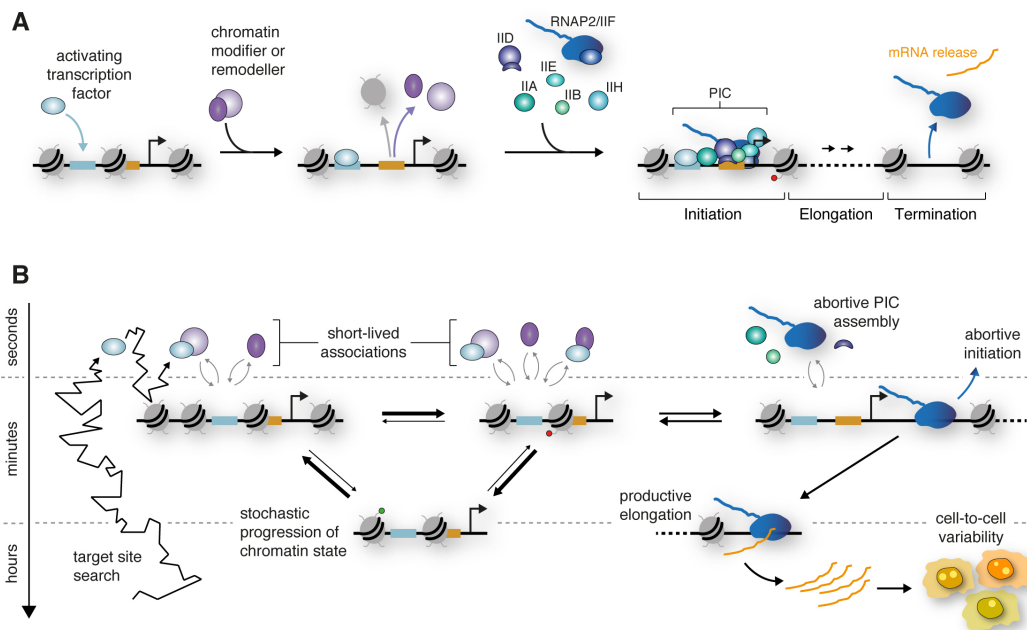 A
activating
transcription
factor
chromatin
modifier or
remodeller
RNAP2/IIF
IID
IIE
IIA
IIB
IIH
mRNA release
PIC
Initiation
Elongation
Termination
B
seconds
minutes
hours
short-lived
associations
abortive PIC
assembly
abortive
initiation
target site
search
stochastic
progression of
chromatin state
productive
elongation
cell-to-cell
variability